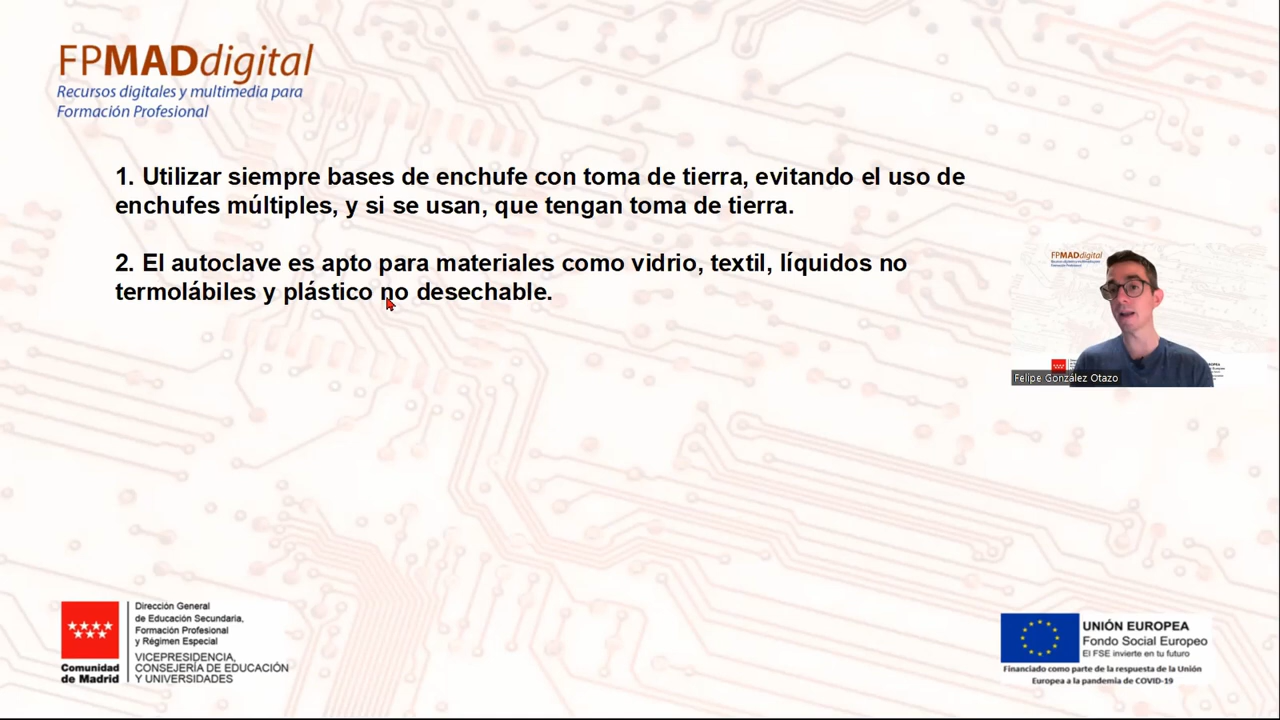 FPMADdigital
Recursos digitales y multimedia para
Formación Profesional
1. Utilizar siempre bases de enchufe con toma de tierra, evitando el uso de
enchufes múltiples, y si se usan, que tengan toma de tierra.
2. El autoclave es apto para materiales como vidrio, textil, líquidos no
termolábiles y plástico no desechable.
FPMADdigital
Felipe González Otazo
Comunidad
de Madrid
Dirección General
de Educación Secundaria,
Formación Profesional
y Régimen Especial
VICEPRESIDENCIA,
CONSEJERÍA DE EDUCACIÓN
Y UNIVERSIDADES
UNIÓN EUROPEA
Fondo Social Europeo
El FSE invierte en tu futuro
Financiado como parte de la respuesta de la Unión
Europea a la pandemia de COVID-19